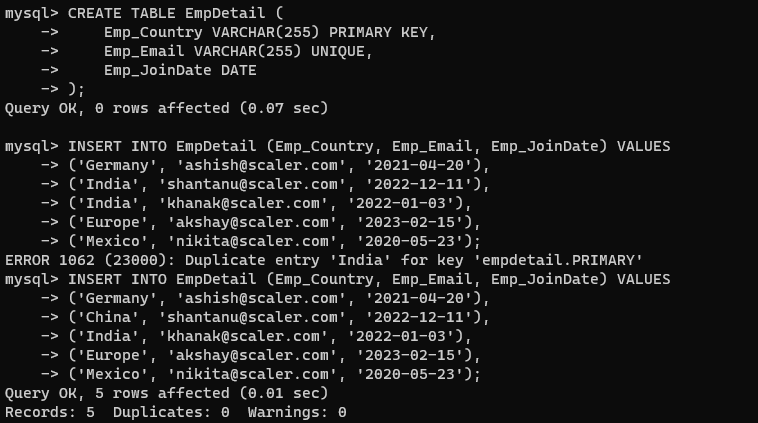 mysql> CREATE TABLE EmpDetail (
    ->     Emp_Country VARCHAR(255) PRIMARY KEY,
    ->     Emp_Email VARCHAR(255) UNIQUE,
    ->     Emp_JoinDate DATE
    -> );
Query OK, 0 rows affected (0.07 sec)

mysql> INSERT INTO EmpDetail (Emp_Country, Emp_Email, Emp_JoinDate) VALUES
    -> ('Germany', 'ashish@scaler.com', '2021-04-20'),
    -> ('India', 'shantanu@scaler.com', '2022-12-11'),
    -> ('India', 'khanak@scaler.com', '2022-01-03'),
    -> ('Europe', 'akshay@scaler.com', '2023-02-15'),
    -> ('Mexico', 'nikita@scaler.com', '2020-05-23');
ERROR 1062 (23000): Duplicate entry 'India' for key 'empdetail.PRIMARY'
mysql> INSERT INTO EmpDetail (Emp_Country, Emp_Email, Emp_JoinDate) VALUES
    -> ('Germany', 'ashish@scaler.com', '2021-04-20'),
    -> ('China', 'shantanu@scaler.com', '2022-12-11'),
    -> ('India', 'khanak@scaler.com', '2022-01-03'),
    -> ('Europe', 'akshay@scaler.com', '2023-02-15'),
    -> ('Mexico', 'nikita@scaler.com', '2020-05-23');
Query OK, 5 rows affected (0.01 sec)
Records: 5  Duplicates: 0  Warnings: 0